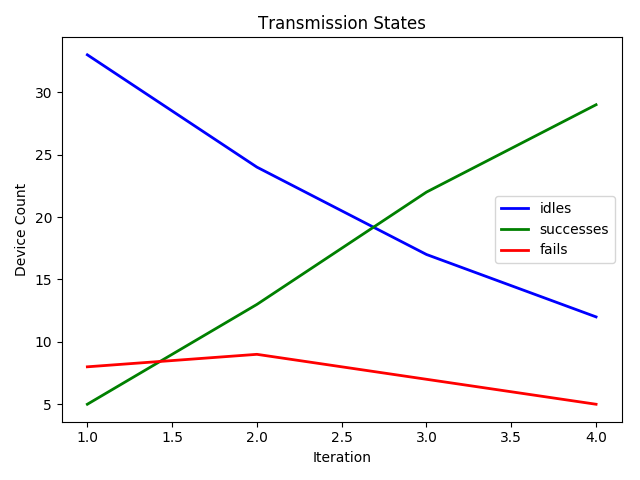 Transmission States
Device Count
30
25
20
15
10
5
idles
successes
fails
1.0 1.5 2.0 2.5 3.0 3.5 4.0
Iteration